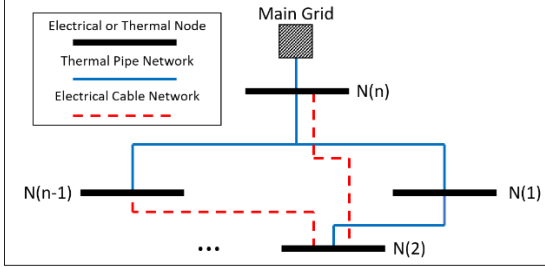 Main Grid
Electrical or Thermal Node
Thermal Pipe Network
Electrical Cable Network
N(n)
N(n-1)
N(1)
...
N(2)